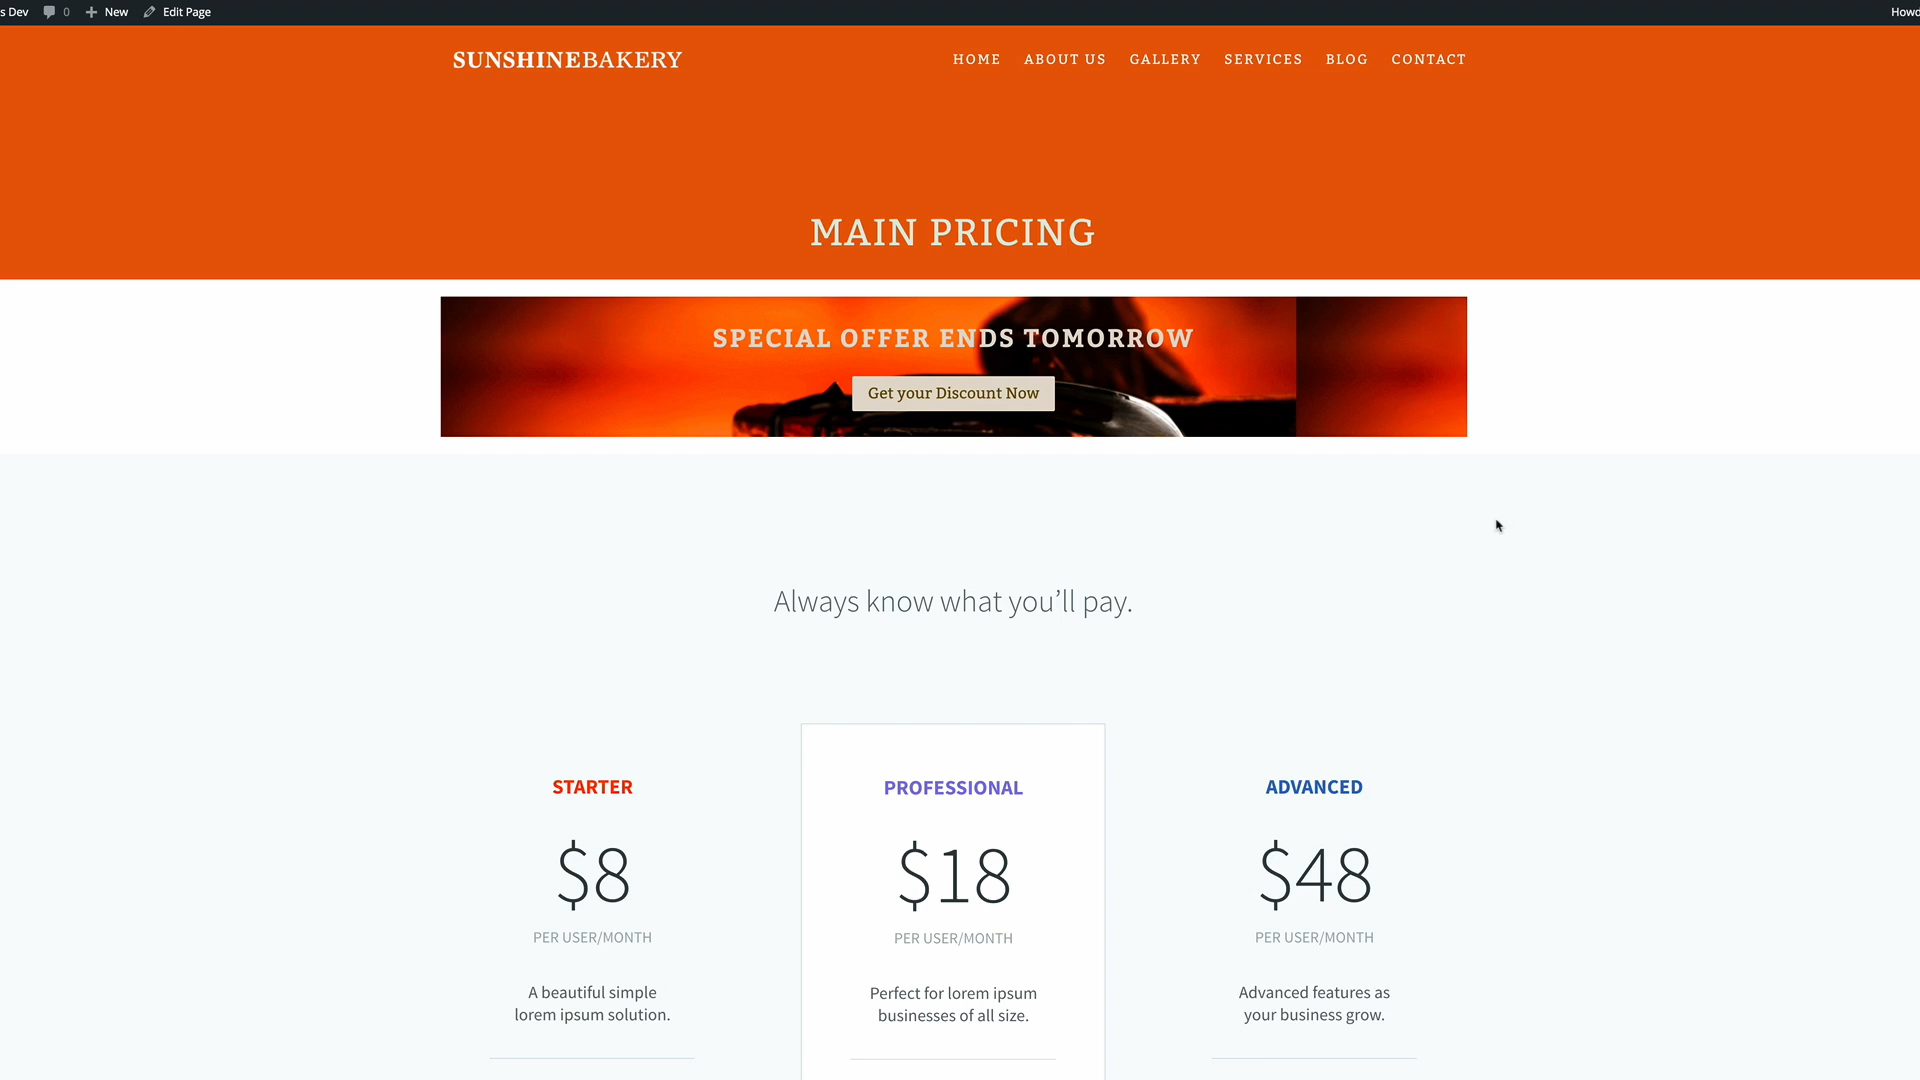 s Dev 0 New Edit Page Howd
SUNSHINEBAKERY HOME ABOUT US GALLERY SERVICES BLOG CONTACT
MAIN PRICING
SPECIAL OFFER ENDS TOMORROW
Get your Discount Now
Always know what you’ll pay.
STARTER
$8
PER USER/MONTH
A beautiful simple
lorem ipsum solution.
PROFESSIONAL
$18
PER USER/MONTH
Perfect for lorem ipsum
businesses of all size.
ADVANCED
$48
PER USER/MONTH
Advanced features as
your business grow.